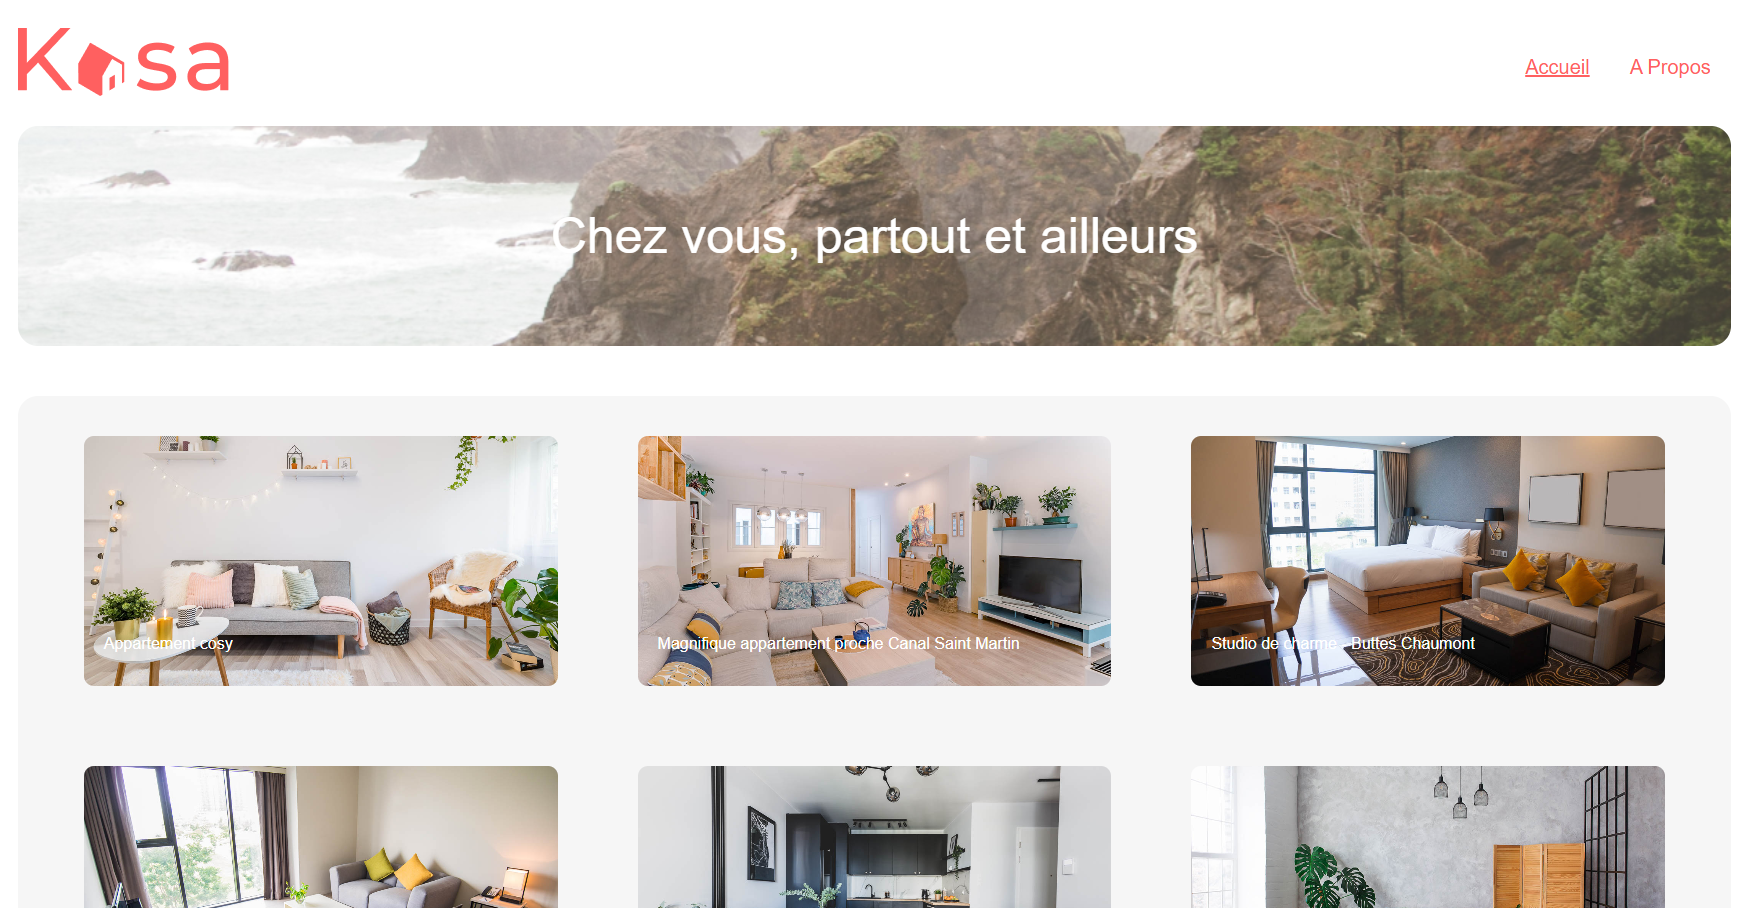 Kasa
Accueil
A Propos
Chez vous, partout et ailleurs
Appartement cosy
Magnifique appartement proche Canal Saint Martin
Studio de charme - Buttes Chaumont